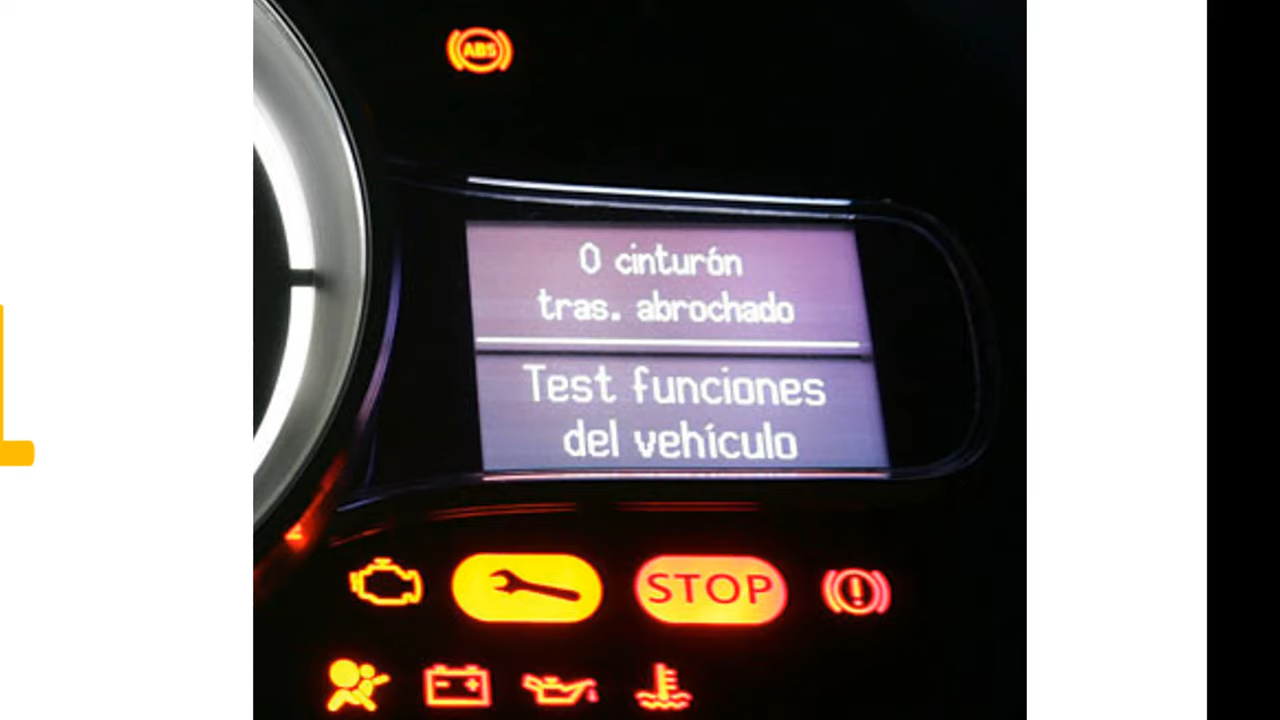 ABS
0 cinturón
tras. abrochado
Test funciones
del vehículo
STOP